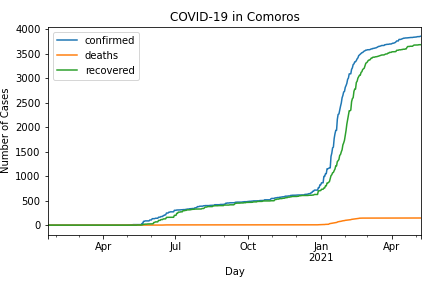 COVID-19 in Comoros
confirmed
deaths
recovered
Number of Cases
4000
3500
3000
2500
2000
1500
1000
500
0
Apr
Jul
Oct
Jan
2021
Apr
Day